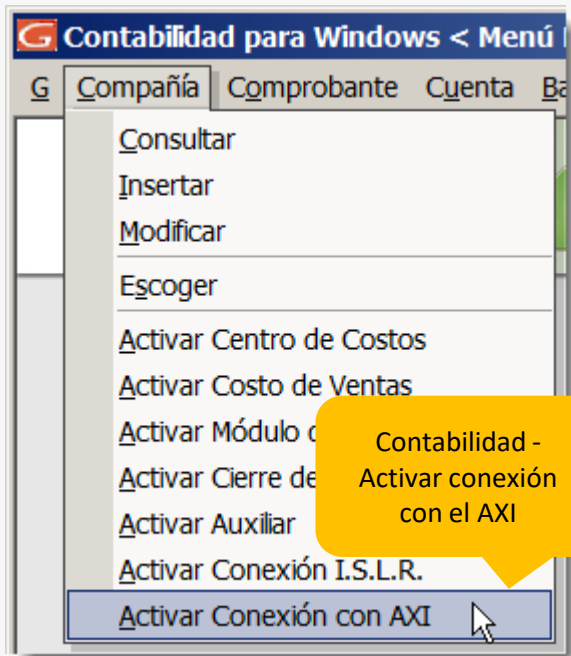 G Contabilidad para Windows < Menú
G Compañía Comprobante Cuenta
Consultar
Insertar
Modificar
Escoger
Activar Centro de Costos
Activar Costo de Ventas
Activar Módulo
Activar Cierre de
Activar Auxiliar
Activar Conexión I.S.L.R.
Activar Conexión con AXI
Contabilidad -
Activar conexión
con el AXI